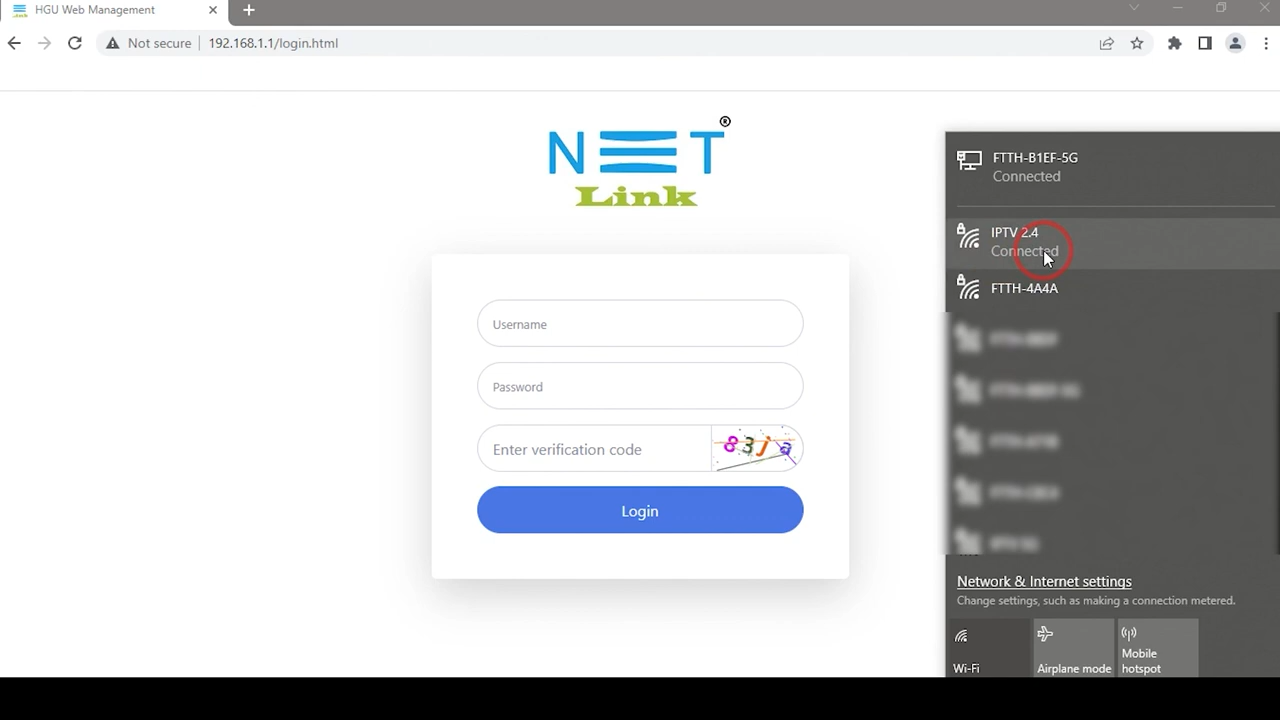 HGU Web Management
Not secure
192.168.1.1/login.html
NET
®
Link
Username
Password
Enter verification code
83ja
Login
FTTH-B1EF-5G
Connected
IPTV 2.4
Connected
FTTH-4A4A
Network & Internet settings
Change settings, such as making a connection metered.
Wi-Fi
Airplane mode
Mobile
hotspot